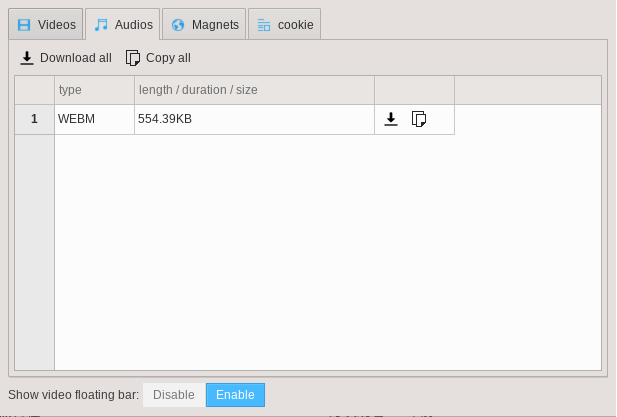 Videos Audios Magnets cookie
Download all Copy all
type length / duration / size
1 WEBM 554.39KB
Show video floating bar: Disable Enable